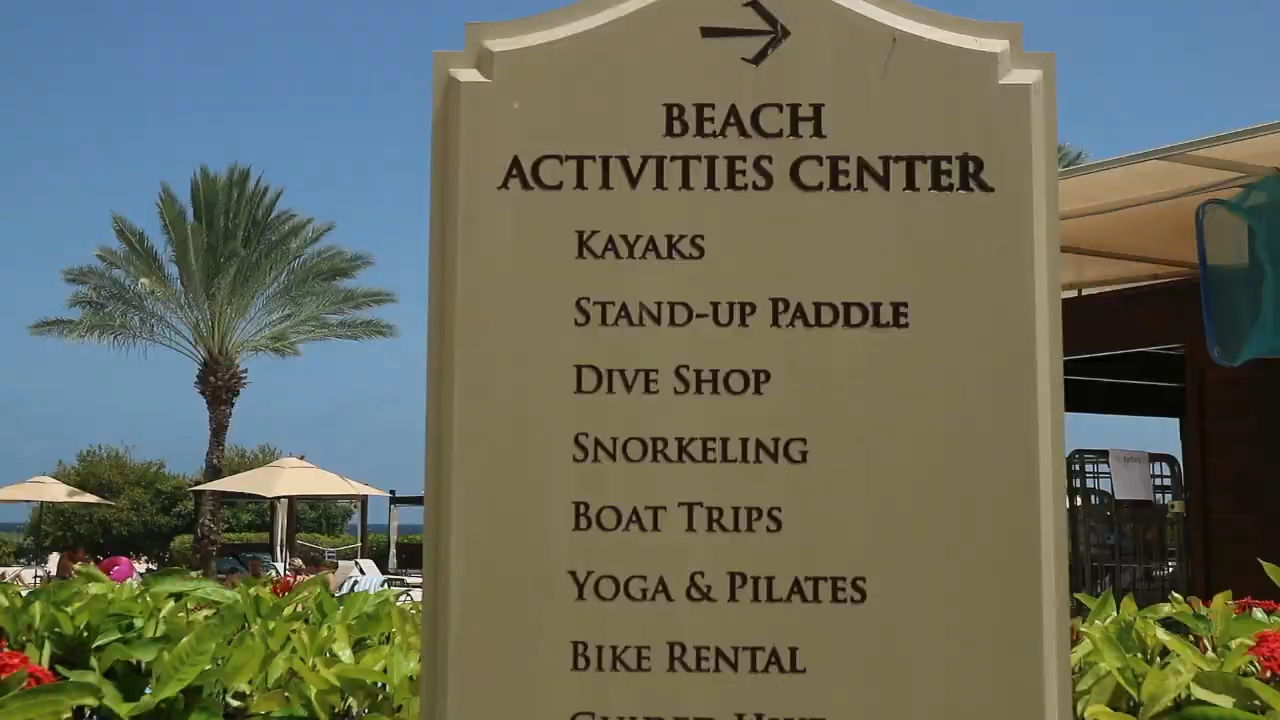 BEACH
ACTIVITIES CENTER
KAYAKS
STAND-UP PADDLE
DIVE SHOP
SNORKELING
BOAT TRIPS
YOGA & PILATES
BIKE RENTAL